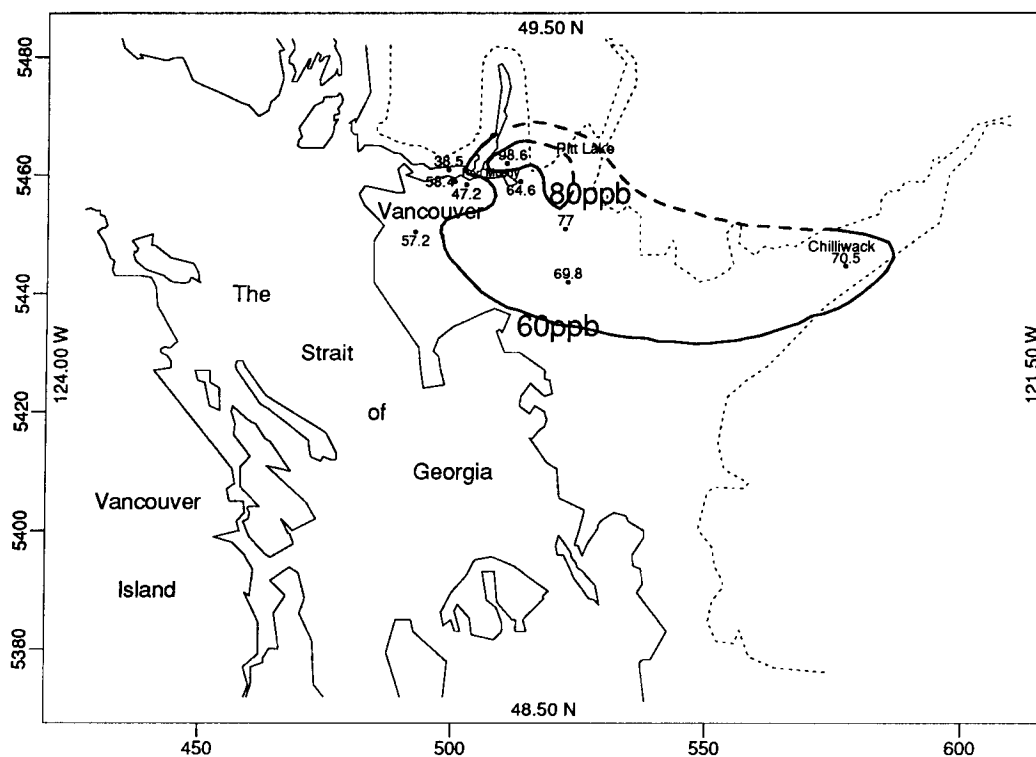 49.50 N
5480
5460
5440
5420
5400
5380
124.00 W
121.50 W
38.5
98.6
Pitt Lake
58.4
47.2
64.6
80ppb
Vancouver
57.2
77
Chilliwack
70.5
69.8
The
60ppb
Strait
of
Georgia
Vancouver
Island
48.50 N
450
500
550
600